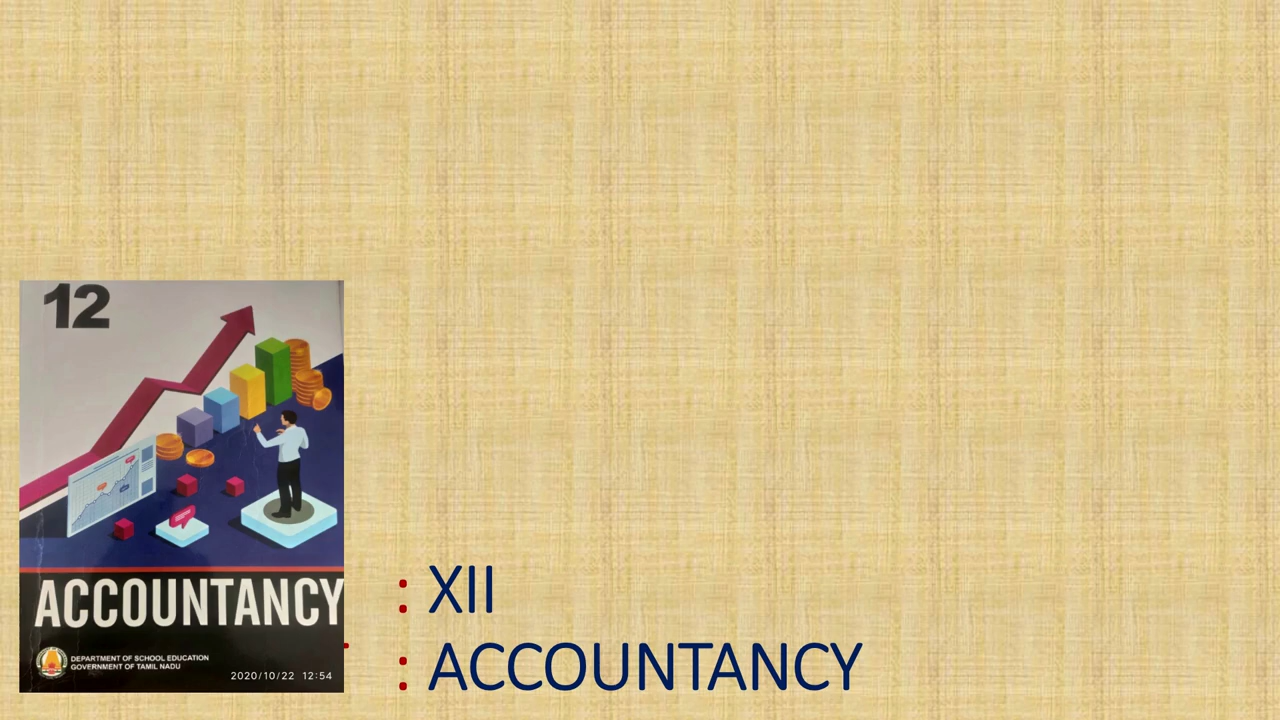 12
ACCOUNTANCY
DEPARTMENT OF SCHOOL EDUCATION
GOVERNMENT OF TAMIL NADU
2020/10/22 12:54
: XII
: ACCOUNTANCY